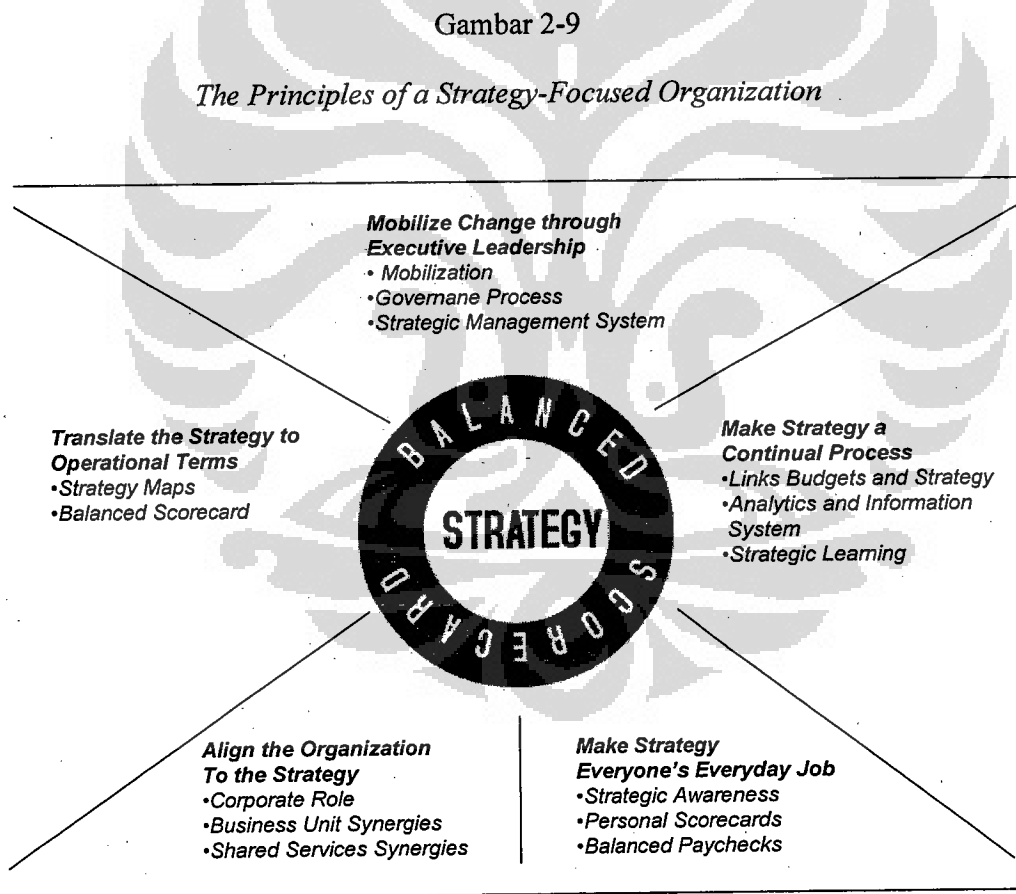 Gambar 2-9
The Principles of a Strategy-Focused Organization
Mobilize Change through
Executive Leadership
• Mobilization
•Governane Process
•Strategic Management System
Translate the Strategy to
Operational Terms
•Strategy Maps
•Balanced Scorecard
BALANCED
SCORECARD
STRATEGY
Make Strategy a
Continual Process
•Links Budgets and Strategy
•Analytics and Information
System
•Strategic Learning
Align the Organization
To the Strategy
•Corporate Role
•Business Unit Synergies
•Shared Services Synergies
Make Strategy
Everyone's Everyday Job
•Strategic Awareness
•Personal Scorecards
•Balanced Paychecks